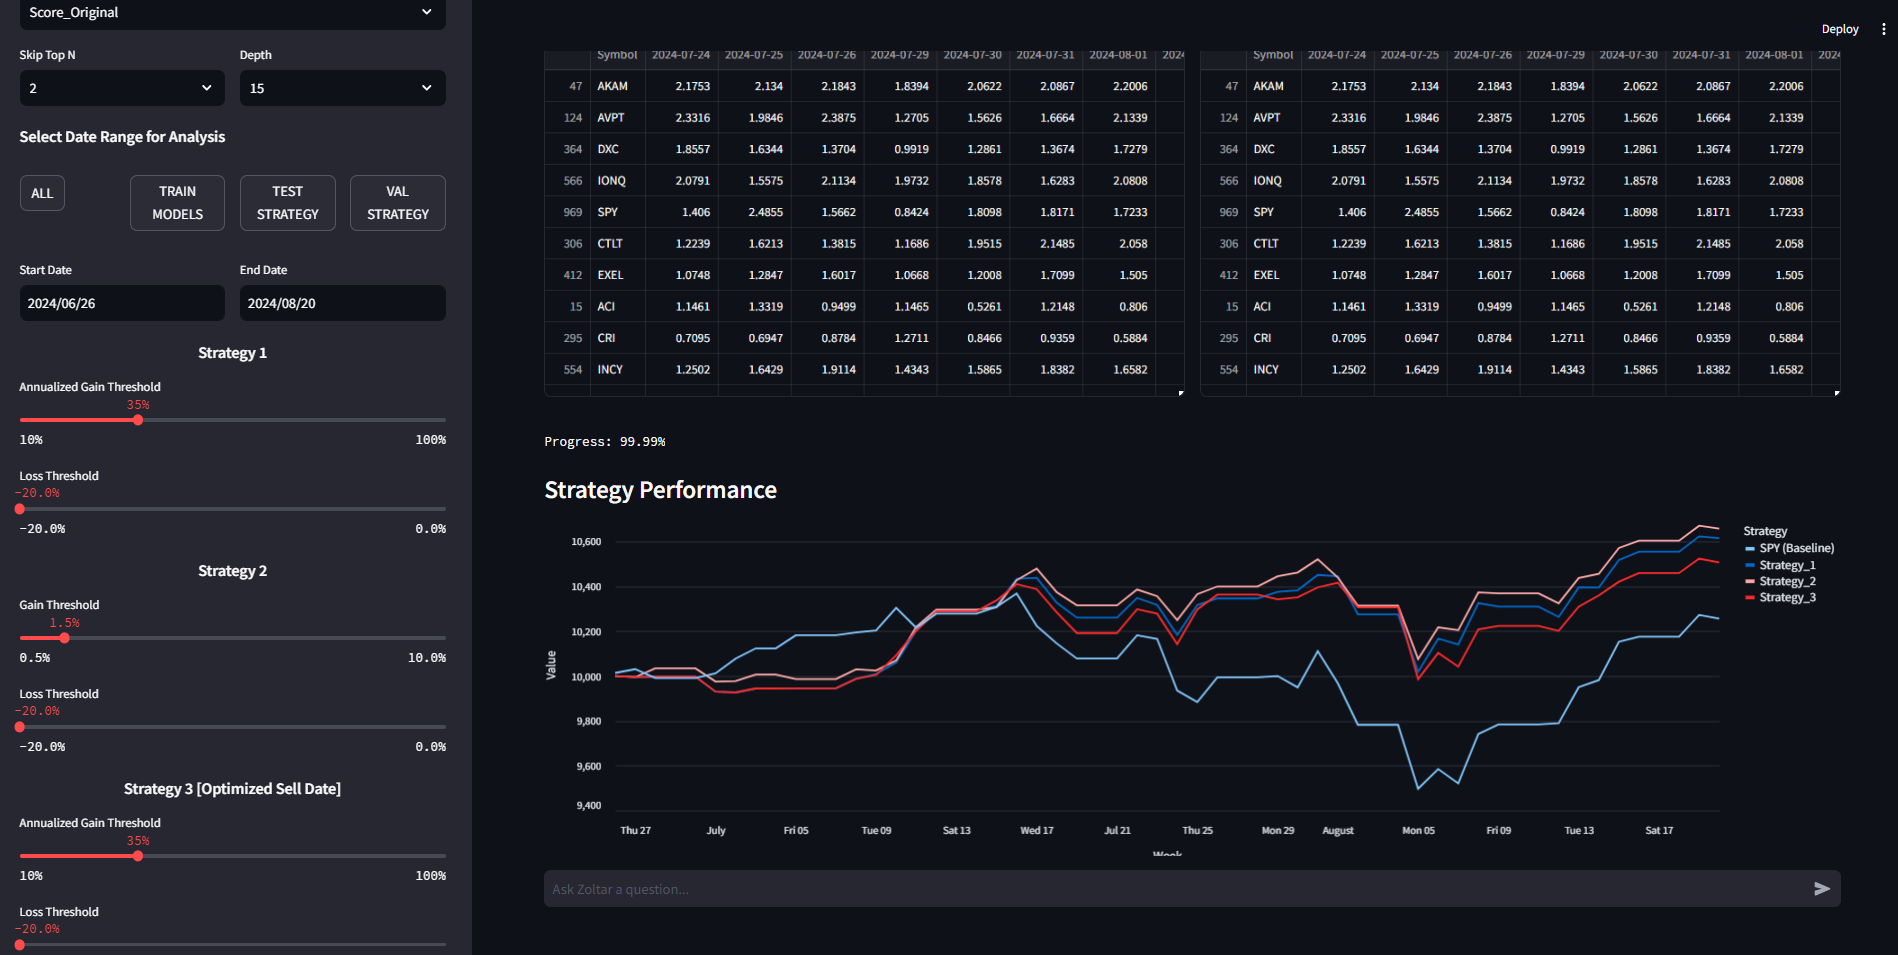 Score_Original
Skip Top N Depth
2 15
Select Date Range for Analysis
ALL
TRAIN MODELS
TEST STRATEGY
VAL STRATEGY
Start Date End Date
2024/06/26 2024/08/20
Strategy 1
Annualized Gain Threshold
35%
10% 100%
Loss Threshold
-20.0%
-20.0% 0.0%
Strategy 2
Gain Threshold
1.5%
0.5% 10.0%
Loss Threshold
-20.0%
-20.0% 0.0%
Strategy 3 [Optimized Sell Date]
Annualized Gain Threshold
35%
10% 100%
Loss Threshold
-20.0%
Deploy
Symbol 2024-07-24 2024-07-25 2024-07-26 2024-07-29 2024-07-30 2024-07-31 2024-08-01 2024
47 AKAM 2.1753 2.134 2.1843 1.8394 2.0622 2.0867 2.2006
124 AVPT 2.3316 1.9846 2.3875 1.2705 1.5626 1.6664 2.1339
364 DXC 1.8557 1.6344 1.3704 0.9919 1.2861 1.3674 1.7279
566 IONQ 2.0791 1.5575 2.1134 1.9732 1.8578 1.6283 2.0808
969 SPY 1.406 2.4855 1.5662 0.8424 1.8098 1.8171 1.7233
306 CTLT 1.2239 1.6213 1.3815 1.1686 1.9515 2.1485 2.058
412 EXEL 1.0748 1.2847 1.6017 1.0668 1.2008 1.7099 1.505
15 ACI 1.1461 1.3319 0.9499 1.1465 0.5261 1.2148 0.806
295 CRI 0.7095 0.6947 0.8784 1.2711 0.8466 0.9359 0.5884
554 INCY 1.2502 1.6429 1.9114 1.4343 1.5865 1.8382 1.6582
Symbol 2024-07-24 2024-07-25 2024-07-26 2024-07-29 2024-07-30 2024-07-31 2024-08-01 2024
47 AKAM 2.1753 2.134 2.1843 1.8394 2.0622 2.0867 2.2006
124 AVPT 2.3316 1.9846 2.3875 1.2705 1.5626 1.6664 2.1339
364 DXC 1.8557 1.6344 1.3704 0.9919 1.2861 1.3674 1.7279
566 IONQ 2.0791 1.5575 2.1134 1.9732 1.8578 1.6283 2.0808
969 SPY 1.406 2.4855 1.5662 0.8424 1.8098 1.8171 1.7233
306 CTLT 1.2239 1.6213 1.3815 1.1686 1.9515 2.1485 2.058
412 EXEL 1.0748 1.2847 1.6017 1.0668 1.2008 1.7099 1.505
15 ACI 1.1461 1.3319 0.9499 1.1465 0.5261 1.2148 0.806
295 CRI 0.7095 0.6947 0.8784 1.2711 0.8466 0.9359 0.5884
554 INCY 1.2502 1.6429 1.9114 1.4343 1.5865 1.8382 1.6582
Progress: 99.99%
Strategy Performance
Value
10,600
10,400
10,200
10,000
9,800
9,600
9,400
Thu 27 July Fri 05 Tue 09 Sat 13 Wed 17 Jul 21 Thu 25 Mon 29 August Mon 05 Fri 09 Tue 13 Sat 17
Week
Strategy
SPY (Baseline)
Strategy_1
Strategy_2
Strategy_3
Ask Zoltar a question...